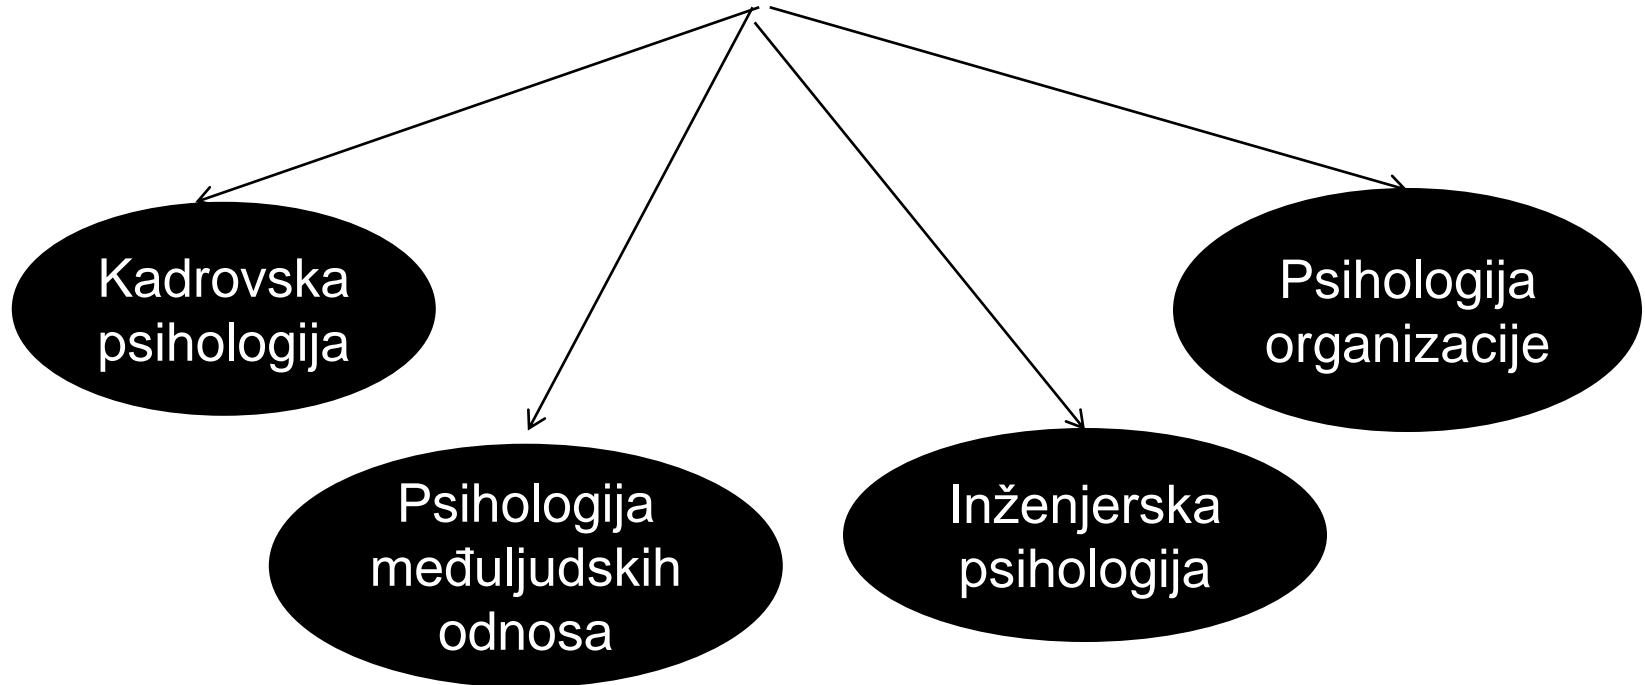 Kadrovska
psihologija
Psihologija
međuljudskih
odnosa
Inženjerska
psihologija
Psihologija
organizacije